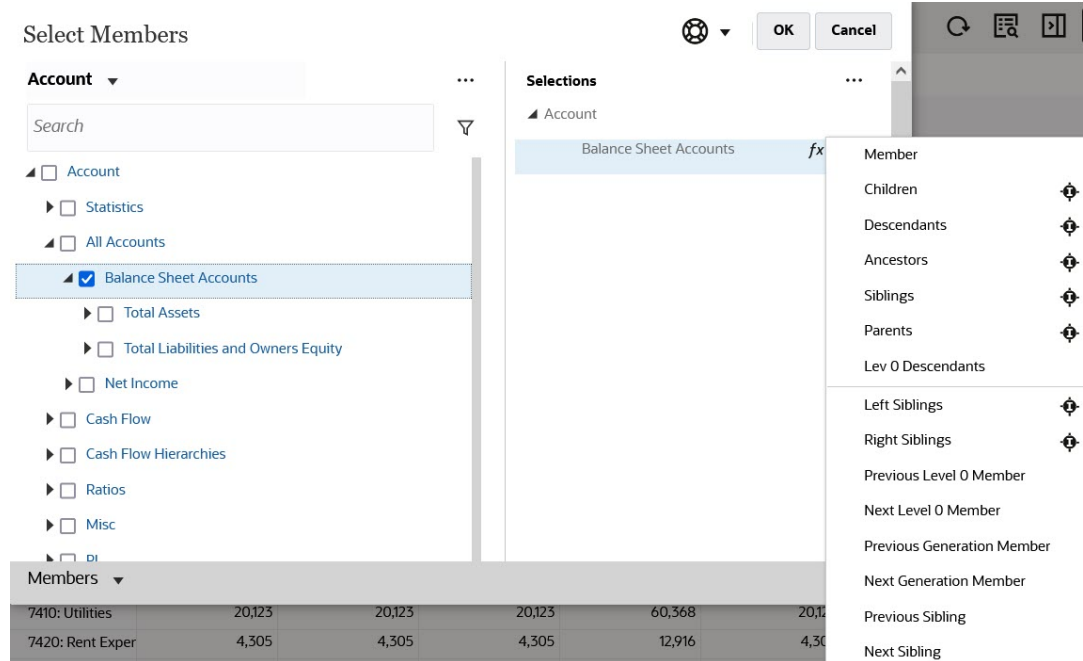 Select Members
OK
Cancel
Account
...
Search
Account
Statistics
All Accounts
Balance Sheet Accounts
Total Assets
Total Liabilities and Owners Equity
Net Income
Cash Flow
Cash Flow Hierarchies
Ratios
Misc
Members
Selections
...
Account
Balance Sheet Accounts fx
Member
Children
Descendants
Ancestors
Siblings
Parents
Lev 0 Descendants
Left Siblings
Right Siblings
Previous Level 0 Member
Next Level 0 Member
Previous Generation Member
Next Generation Member
Previous Sibling
Next Sibling
7410: Utilities 20,123 20,123 20,123 60,368
7420: Rent Exper 4,305 4,305 4,305 12,916